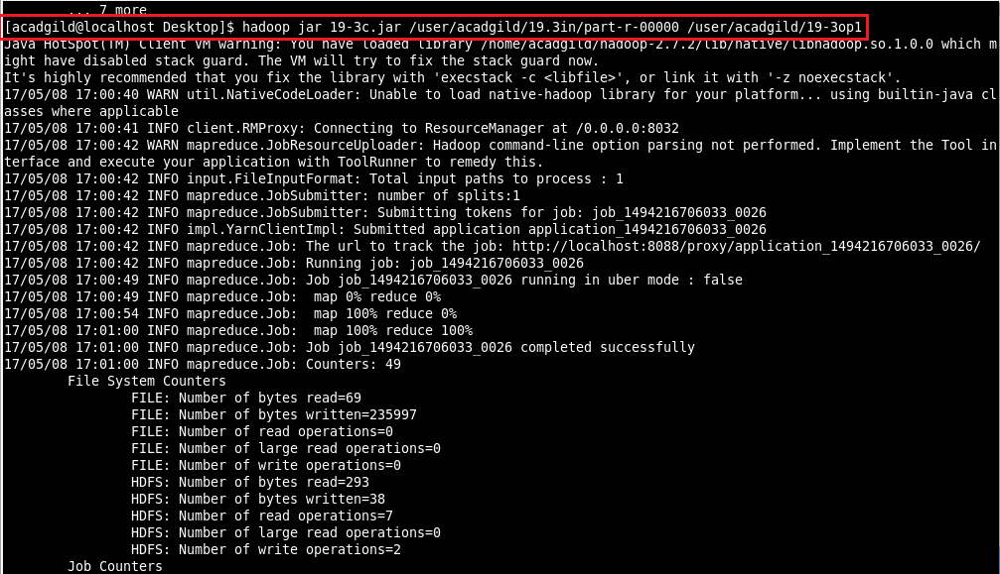 ... 7 more
[acadgild@localhost Desktop]$ hadoop jar 19-3c.jar /user/acadgild/19.3in/part-r-00000 /user/acadgild/19-3op1
Java HotSpot(TM) Client VM warning: You have loaded library /home/acadgild/hadoop-2.7.2/lib/native/libhadoop.so.1.0.0 which m
ight have disabled stack guard. The VM will try to fix the stack guard now.
It's highly recommended that you fix the library with 'execstack -c <libfile>', or link it with '-z noexecstack'.
17/05/08 17:00:40 WARN util.NativeCodeLoader: Unable to load native-hadoop library for your platform... using builtin-java cl
asses where applicable
17/05/08 17:00:41 INFO client.RMProxy: Connecting to ResourceManager at /0.0.0.0:8032
17/05/08 17:00:42 WARN mapreduce.JobResourceUploader: Hadoop command-line option parsing not performed. Implement the Tool in
terface and execute your application with ToolRunner to remedy this.
17/05/08 17:00:42 INFO input.FileInputFormat: Total input paths to process : 1
17/05/08 17:00:42 INFO mapreduce.JobSubmitter: number of splits:1
17/05/08 17:00:42 INFO mapreduce.JobSubmitter: Submitting tokens for job: job_1494216706033_0026
17/05/08 17:00:42 INFO impl.YarnClientImpl: Submitted application application_1494216706033_0026
17/05/08 17:00:42 INFO mapreduce.Job: The url to track the job: http://localhost:8088/proxy/application_1494216706033_0026/
17/05/08 17:00:42 INFO mapreduce.Job: Running job: job_1494216706033_0026
17/05/08 17:00:49 INFO mapreduce.Job: Job job_1494216706033_0026 running in uber mode : false
17/05/08 17:00:49 INFO mapreduce.Job:  map 0% reduce 0%
17/05/08 17:00:54 INFO mapreduce.Job:  map 100% reduce 0%
17/05/08 17:01:00 INFO mapreduce.Job:  map 100% reduce 100%
17/05/08 17:01:00 INFO mapreduce.Job: Job job_1494216706033_0026 completed successfully
17/05/08 17:01:00 INFO mapreduce.Job: Counters: 49
File System Counters
FILE: Number of bytes read=69
FILE: Number of bytes written=235997
FILE: Number of read operations=0
FILE: Number of large read operations=0
FILE: Number of write operations=0
HDFS: Number of bytes read=293
HDFS: Number of bytes written=38
HDFS: Number of read operations=7
HDFS: Number of large read operations=0
HDFS: Number of write operations=2
Job Counters